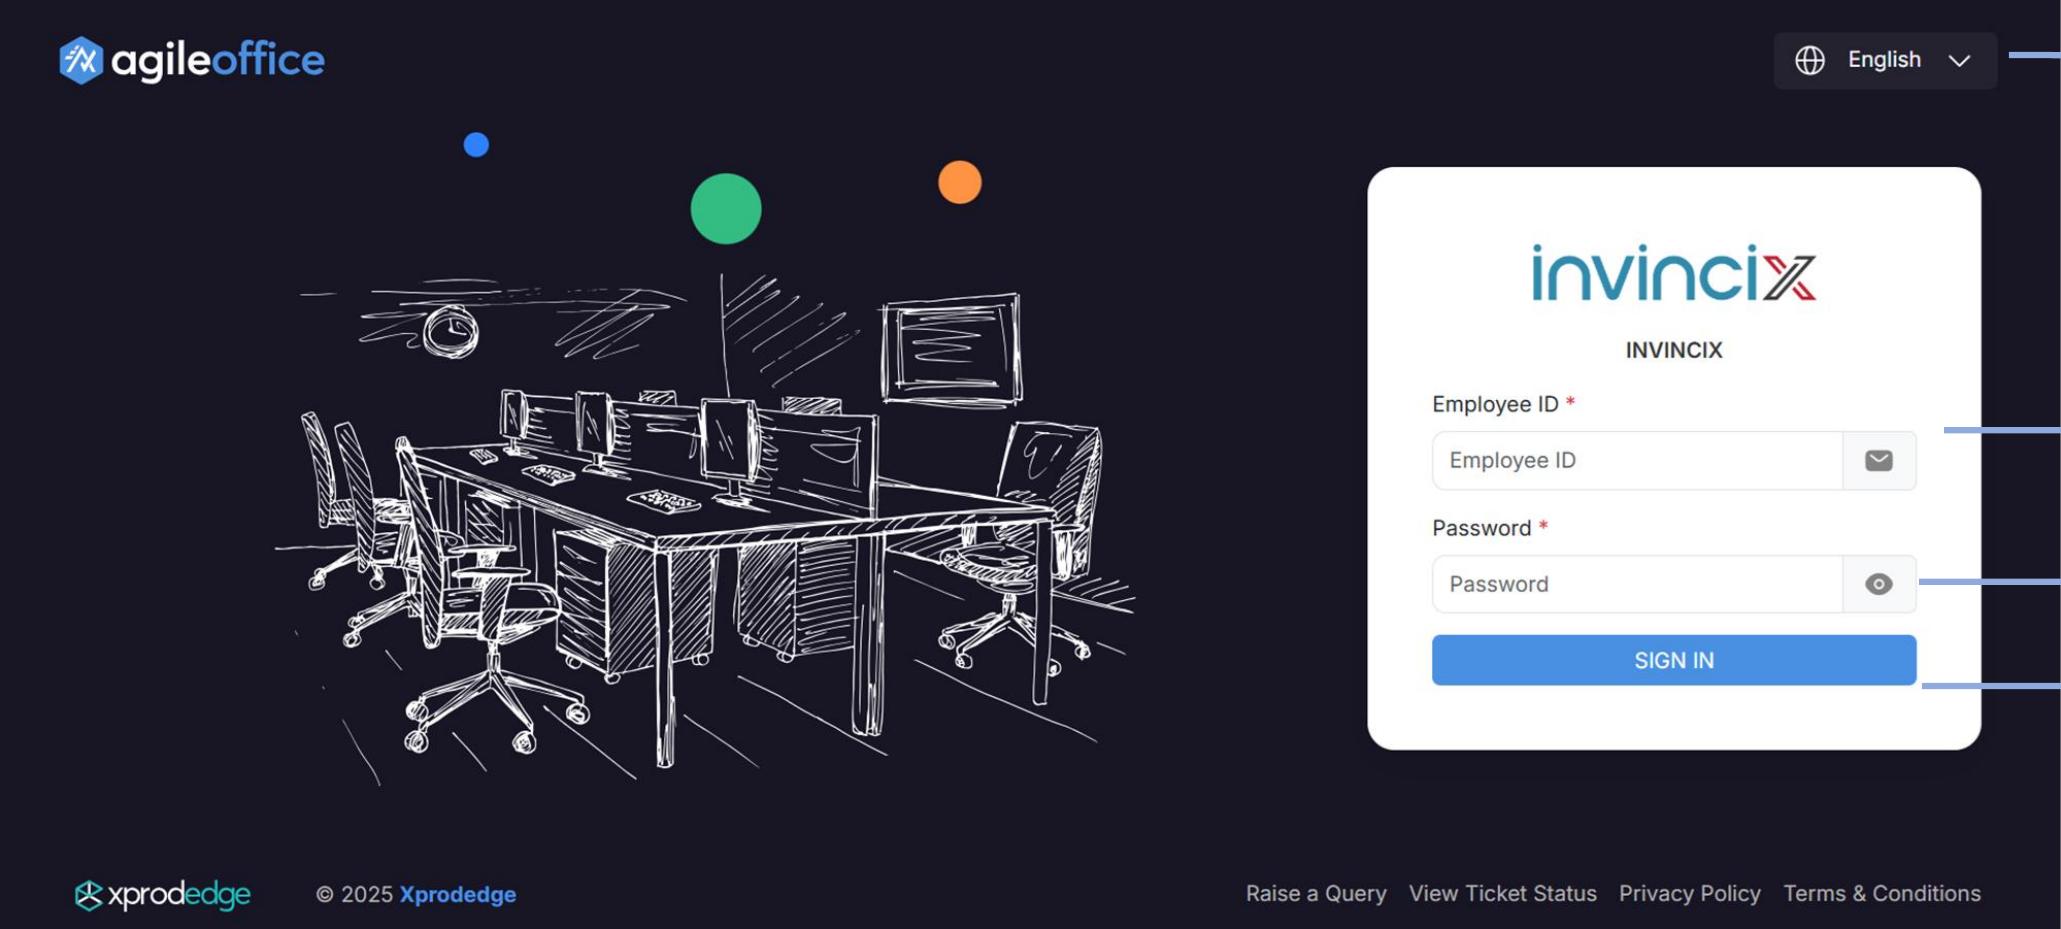 agileoffice
English
invincix
INVINCIX
Employee ID *
Employee ID
Password *
Password
SIGN IN
xprodedge
© 2025 Xprodedge
Raise a Query View Ticket Status Privacy Policy Terms & Conditions